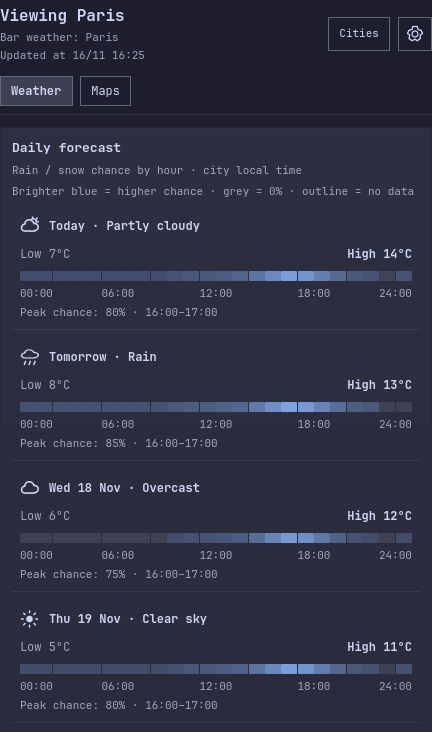 Viewing Paris
Bar weather: Paris
Updated at 16/11 16:25
Cities
Weather Maps
Daily forecast
Rain / snow chance by hour · city local time
Brighter blue = higher chance · grey = 0% · outline = no data
Today · Partly cloudy
Low 7°C High 14°C
00:00 06:00 12:00 18:00 24:00
Peak chance: 80% · 16:00–17:00
Tomorrow · Rain
Low 8°C High 13°C
00:00 06:00 12:00 18:00 24:00
Peak chance: 85% · 16:00–17:00
Wed 18 Nov · Overcast
Low 6°C High 12°C
00:00 06:00 12:00 18:00 24:00
Peak chance: 75% · 16:00–17:00
Thu 19 Nov · Clear sky
Low 5°C High 11°C
00:00 06:00 12:00 18:00 24:00
Peak chance: 80% · 16:00–17:00